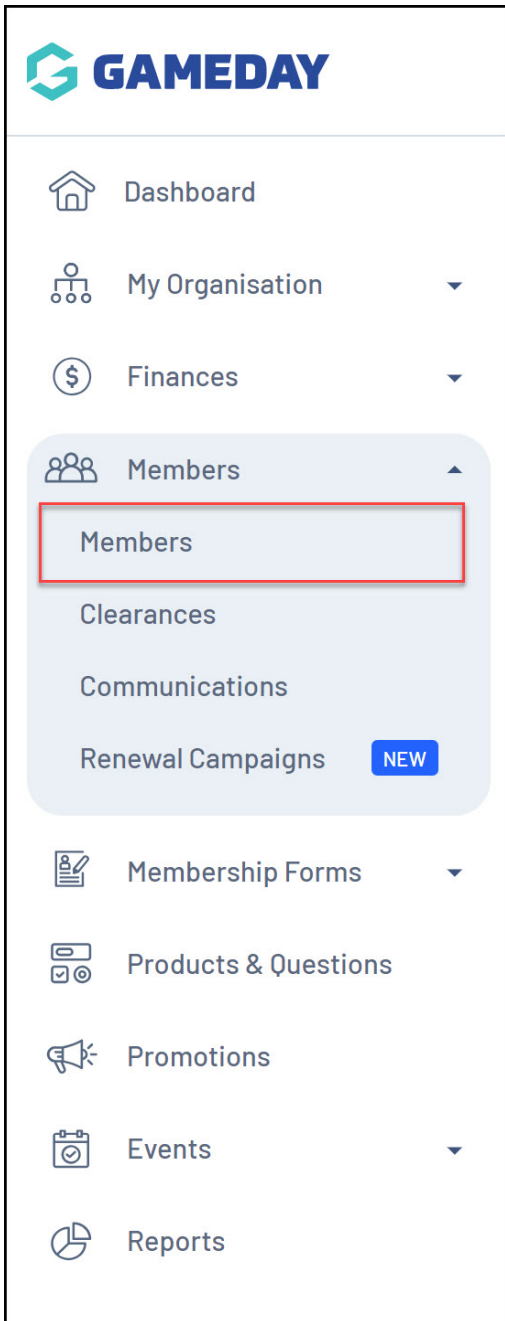 GAMEDAY
Dashboard
My Organisation
Finances
Members
Members
Clearances
Communications
Renewal Campaigns NEW
Membership Forms
Products & Questions
Promotions
Events
Reports